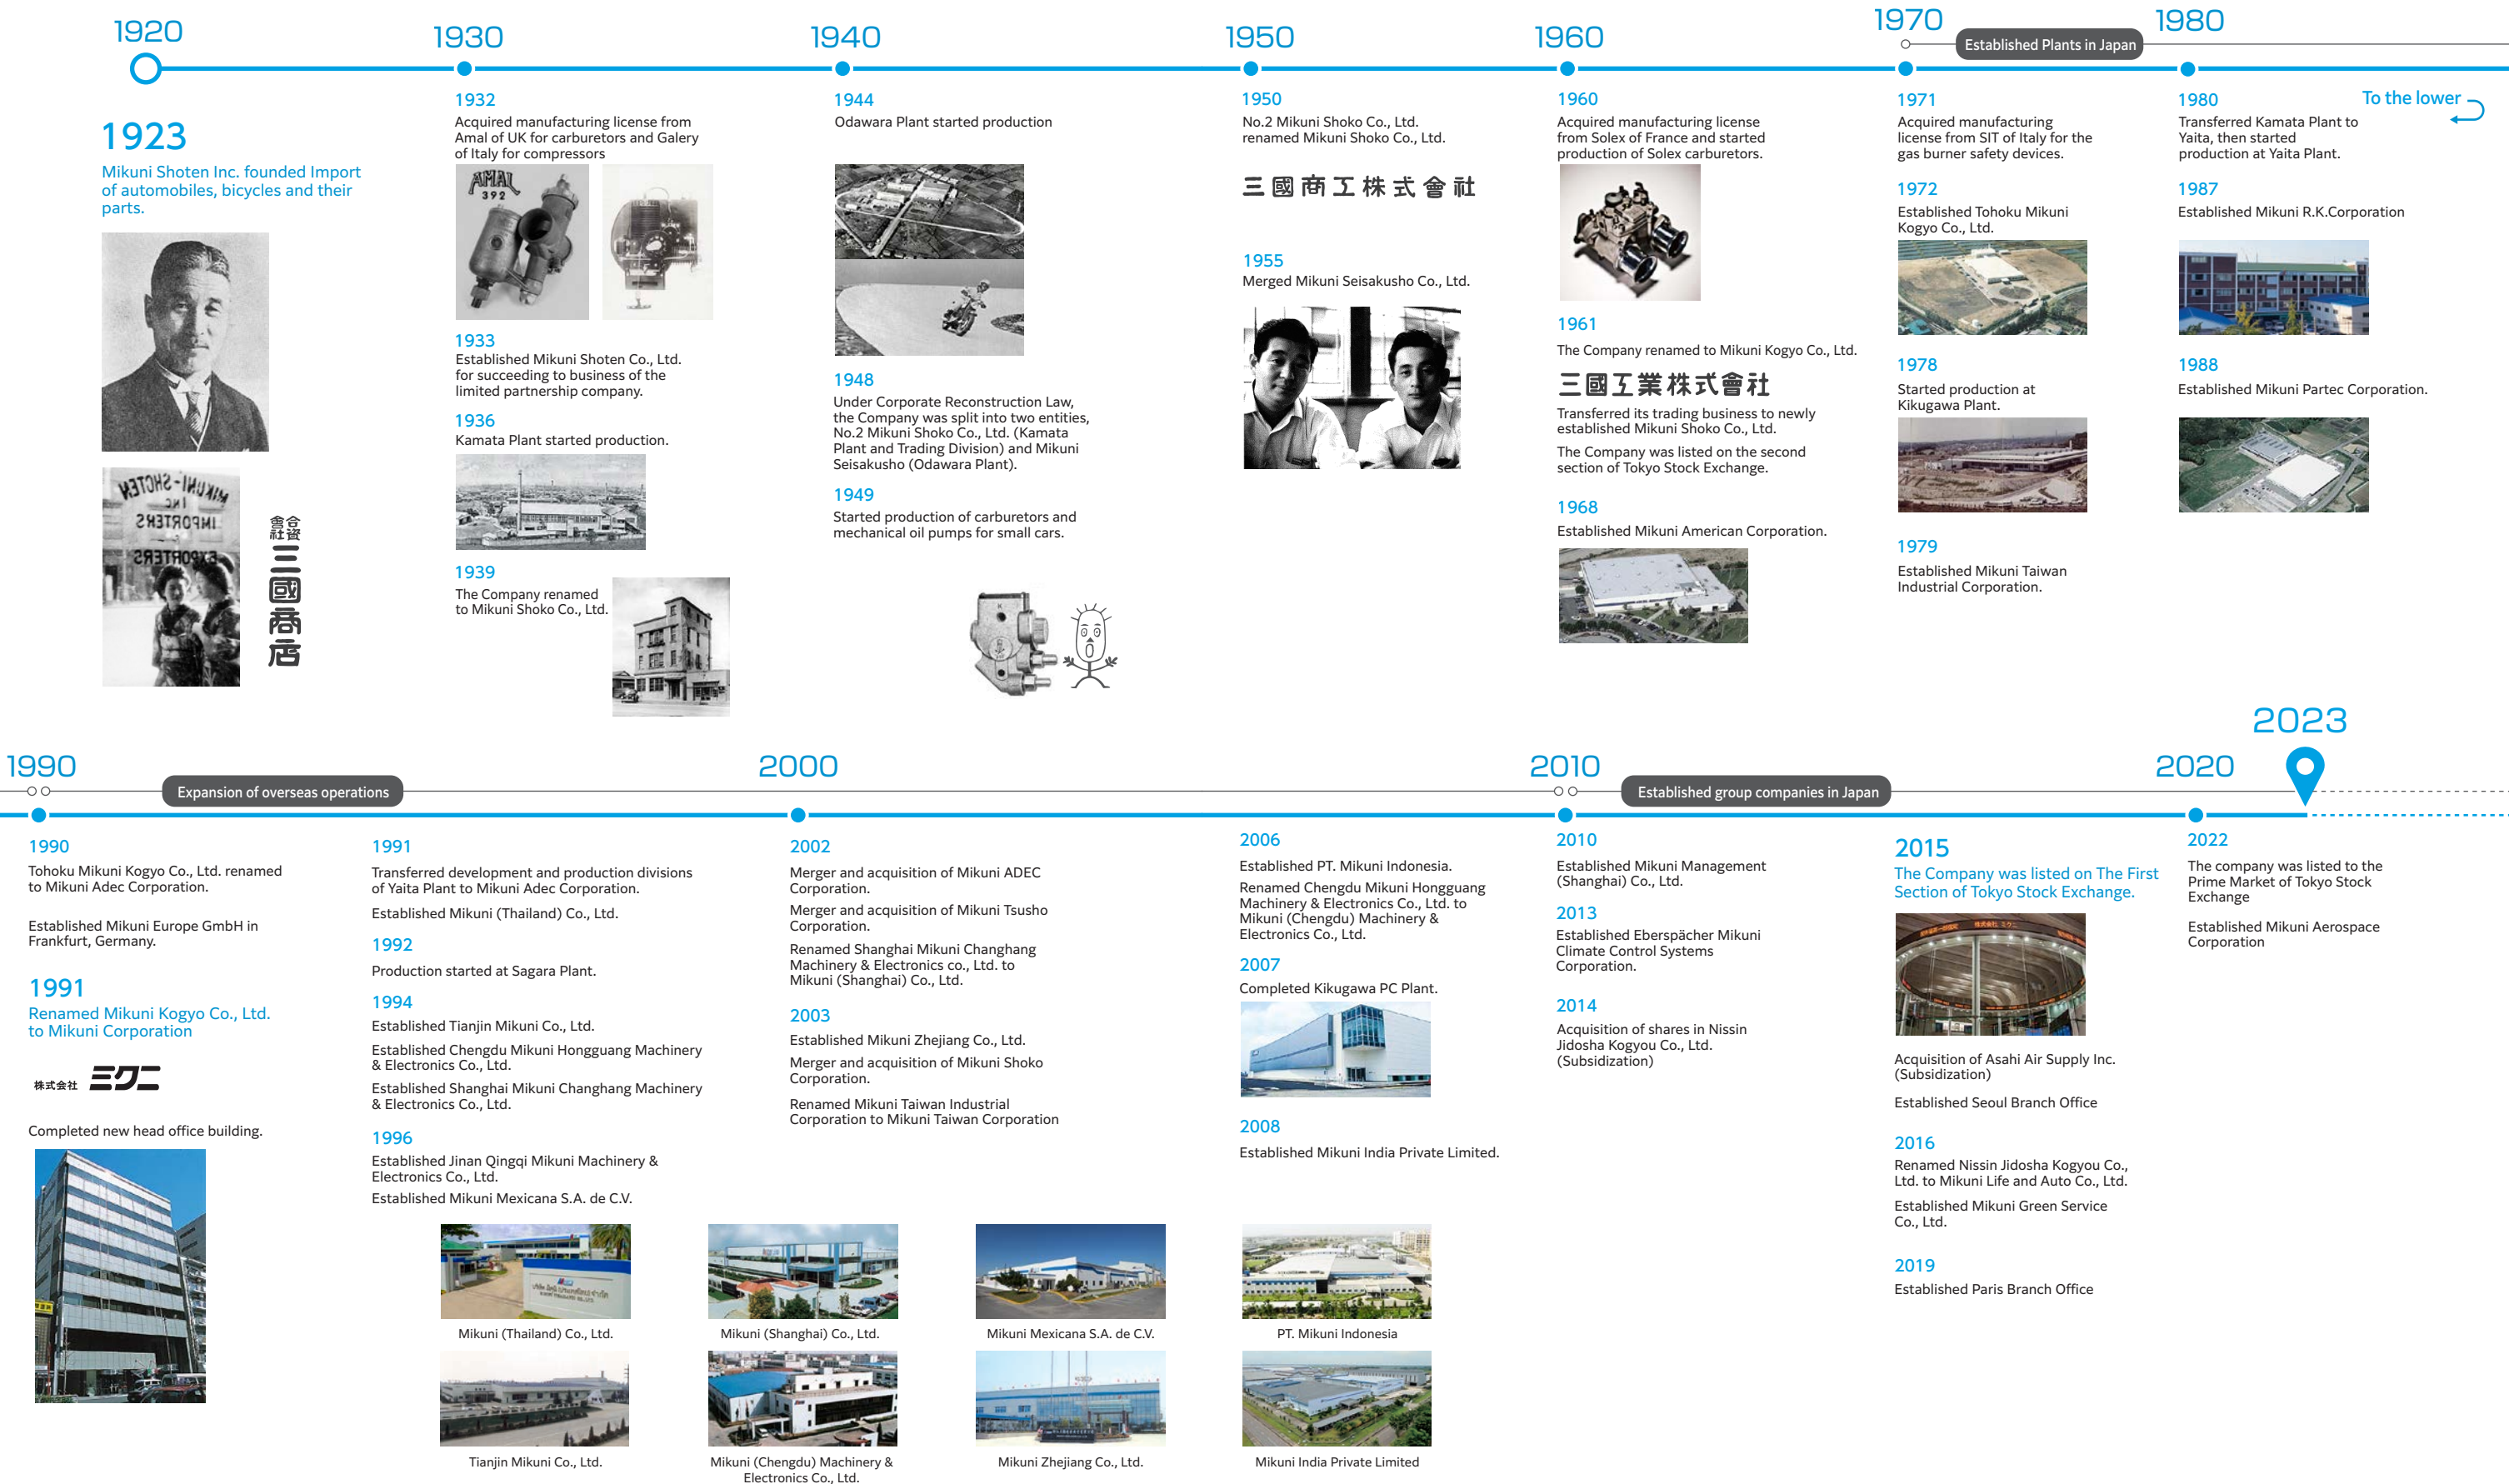 1920
1930
1940
1950
1960
1970
Established Plants in Japan
1980
1923
Mikuni Shoten Inc. founded Import
of automobiles, bicycles and their
parts.
MIKUNI-SHOTEN
INC
IMPORTERS
EXPORTERS
合資
會社
三國商店
1932
Acquired manufacturing license from
Amal of UK for carburetors and Galery
of Italy for compressors
AMAL
392
1933
Established Mikuni Shoten Co., Ltd.
for succeeding to business of the
limited partnership company.
1936
Kamata Plant started production.
1939
The Company renamed
to Mikuni Shoko Co., Ltd.
1944
Odawara Plant started production
1948
Under Corporate Reconstruction Law,
the Company was split into two entities,
No.2 Mikuni Shoko Co., Ltd. (Kamata
Plant and Trading Division) and Mikuni
Seisakusho (Odawara Plant).
1949
Started production of carburetors and
mechanical oil pumps for small cars.
1950
No.2 Mikuni Shoko Co., Ltd.
renamed Mikuni Shoko Co., Ltd.
三國商工株式會社
1955
Merged Mikuni Seisakusho Co., Ltd.
1960
Acquired manufacturing license
from Solex of France and started
production of Solex carburetors.
1961
The Company renamed to Mikuni Kogyo Co., Ltd.
三國工業株式會社
Transferred its trading business to newly
established Mikuni Shoko Co., Ltd.
The Company was listed on the second
section of Tokyo Stock Exchange.
1968
Established Mikuni American Corporation.
1971
Acquired manufacturing
license from SIT of Italy for the
gas burner safety devices.
1972
Established Tohoku Mikuni
Kogyo Co., Ltd.
1978
Started production at
Kikugawa Plant.
1979
Established Mikuni Taiwan
Industrial Corporation.
1980
To the lower
Transferred Kamata Plant to
Yaita, then started
production at Yaita Plant.
1987
Established Mikuni R.K.Corporation
1988
Established Mikuni Partec Corporation.
1990
Expansion of overseas operations
2000
2010
Established group companies in Japan
2020
2023
1990
Tohoku Mikuni Kogyo Co., Ltd. renamed
to Mikuni Adec Corporation.
Established Mikuni Europe GmbH in
Frankfurt, Germany.
1991
Renamed Mikuni Kogyo Co., Ltd.
to Mikuni Corporation
株式会社 ミクニ
Completed new head office building.
1991
Transferred development and production divisions
of Yaita Plant to Mikuni Adec Corporation.
Established Mikuni (Thailand) Co., Ltd.
1992
Production started at Sagara Plant.
1994
Established Tianjin Mikuni Co., Ltd.
Established Chengdu Mikuni Hongguang Machinery
& Electronics Co., Ltd.
Established Shanghai Mikuni Changhang Machinery
& Electronics Co., Ltd.
1996
Established Jinan Qingqi Mikuni Machinery &
Electronics Co., Ltd.
Established Mikuni Mexicana S.A. de C.V.
2002
Merger and acquisition of Mikuni ADEC
Corporation.
Merger and acquisition of Mikuni Tsusho
Corporation.
Renamed Shanghai Mikuni Changhang
Machinery & Electronics co., Ltd. to
Mikuni (Shanghai) Co., Ltd.
2003
Established Mikuni Zhejiang Co., Ltd.
Merger and acquisition of Mikuni Shoko
Corporation.
Renamed Mikuni Taiwan Industrial
Corporation to Mikuni Taiwan Corporation
2006
Established PT. Mikuni Indonesia.
Renamed Chengdu Mikuni Hongguang
Machinery & Electronics Co., Ltd. to
Mikuni (Chengdu) Machinery &
Electronics Co., Ltd.
2007
Completed Kikugawa PC Plant.
2008
Established Mikuni India Private Limited.
2010
Established Mikuni Management
(Shanghai) Co., Ltd.
2013
Established Eberspächer Mikuni
Climate Control Systems
Corporation.
2014
Acquisition of shares in Nissin
Jidosha Kogyou Co., Ltd.
(Subsidization)
2015
The Company was listed on The First
Section of Tokyo Stock Exchange.
株式会社 ミクニ
Acquisition of Asahi Air Supply Inc.
(Subsidization)
Established Seoul Branch Office
2016
Renamed Nissin Jidosha Kogyou Co.,
Ltd. to Mikuni Life and Auto Co., Ltd.
Established Mikuni Green Service
Co., Ltd.
2019
Established Paris Branch Office
2022
The company was listed to the
Prime Market of Tokyo Stock
Exchange
Established Mikuni Aerospace
Corporation
Mikuni (Thailand) Co., Ltd.
Mikuni (Shanghai) Co., Ltd.
Mikuni Mexicana S.A. de C.V.
PT. Mikuni Indonesia
Tianjin Mikuni Co., Ltd.
Mikuni (Chengdu) Machinery &
Electronics Co., Ltd.
Mikuni Zhejiang Co., Ltd.
Mikuni India Private Limited